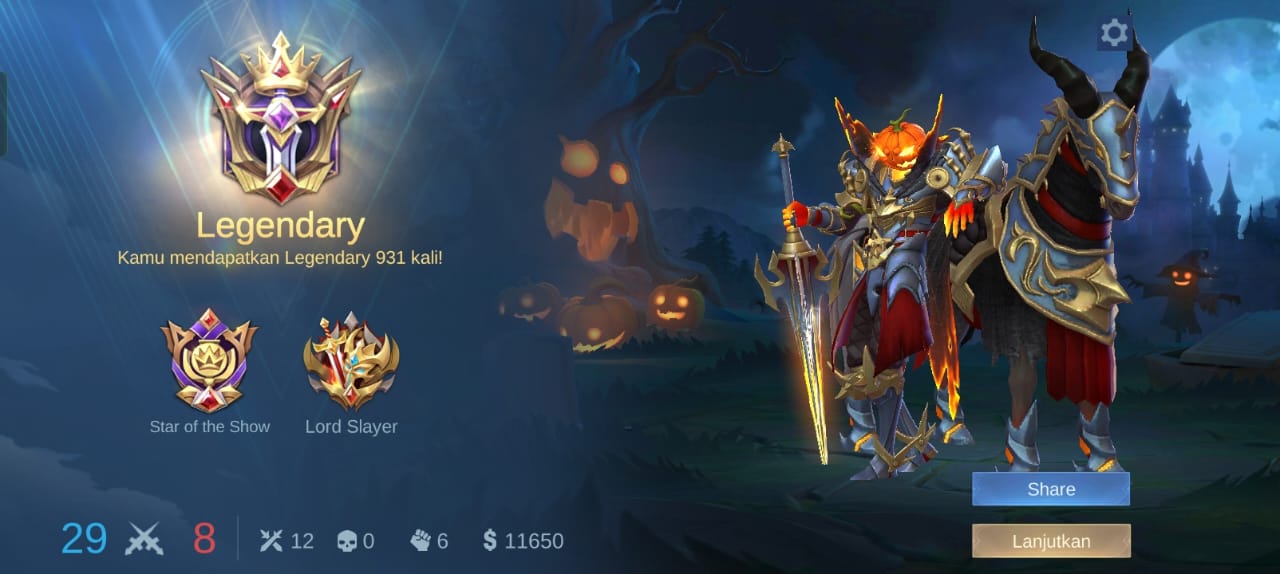 Legendary
Kamu mendapatkan Legendary 931 kali!
Star of the Show
Lord Slayer
29 8 12 0 6 $ 11650
Share
Lanjutkan